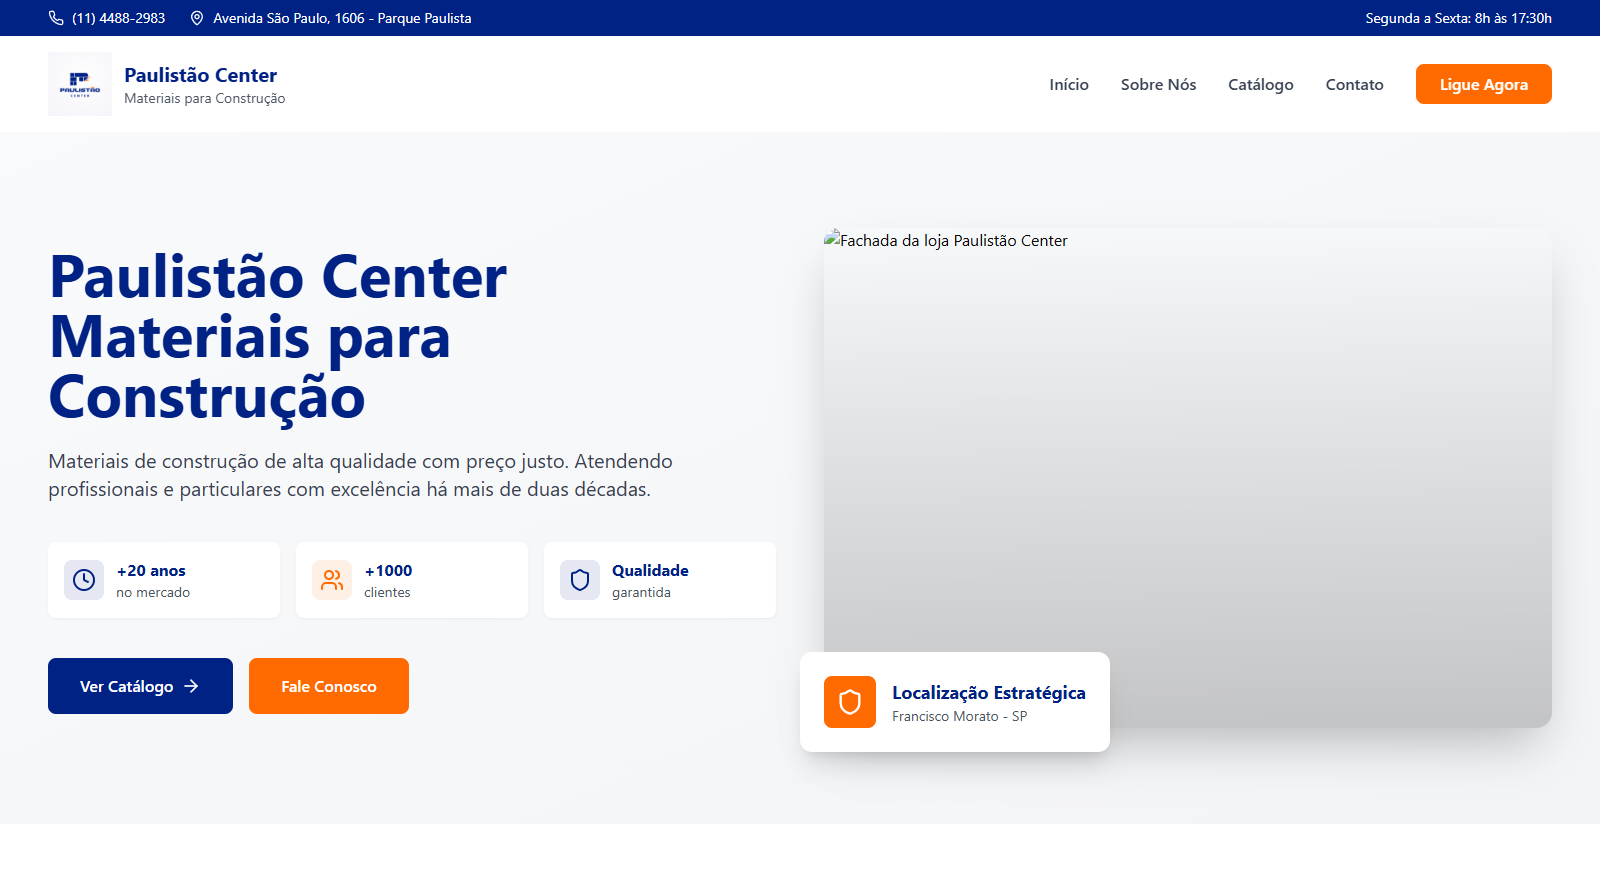 (11) 4488-2983
Avenida São Paulo, 1606 - Parque Paulista
Segunda a Sexta: 8h às 17:30h
PAULISTÃO
CENTER
Paulistão Center
Materiais para Construção
Início
Sobre Nós
Catálogo
Contato
Ligue Agora
Paulistão Center
Materiais para
Construção
Materiais de construção de alta qualidade com preço justo. Atendendo
profissionais e particulares com excelência há mais de duas décadas.
+20 anos
no mercado
+1000
clientes
Qualidade
garantida
Ver Catálogo
Fale Conosco
Fachada da loja Paulistão Center
Localização Estratégica
Francisco Morato - SP